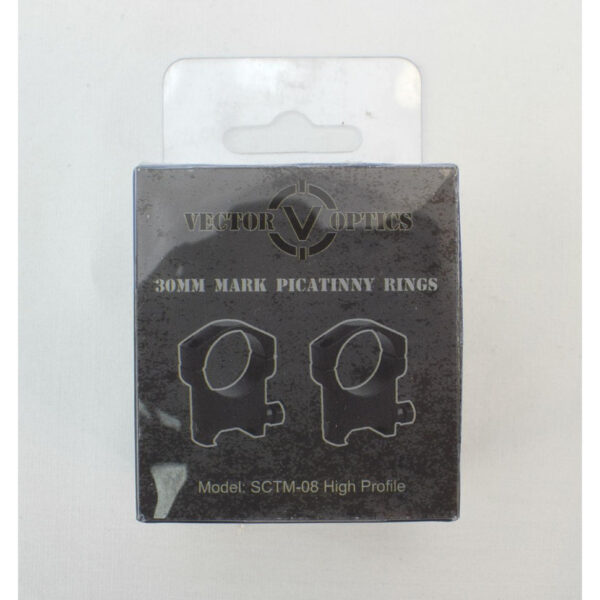 VECTOR V OPTICS
30MM MARK PICATINNY RINGS
Model: SCTM-08 High Profile